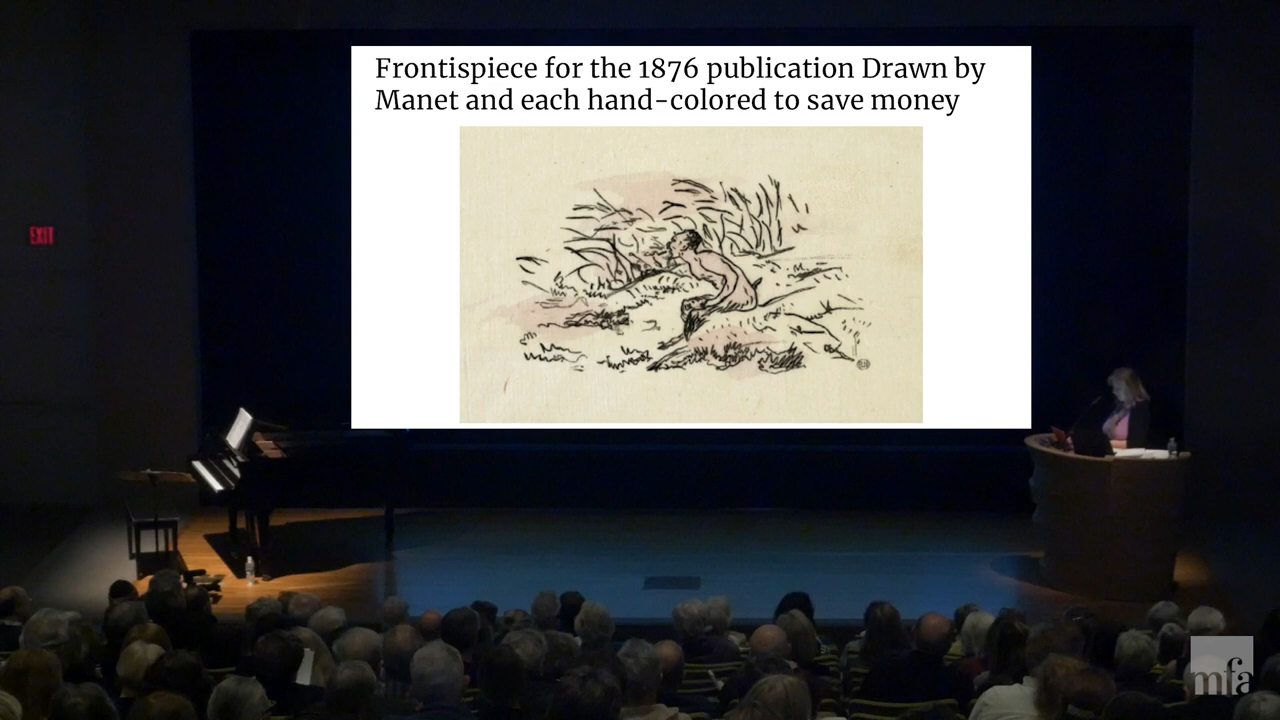 Frontispiece for the 1876 publication Drawn by
Manet and each hand-colored to save money
EXIT
mfa